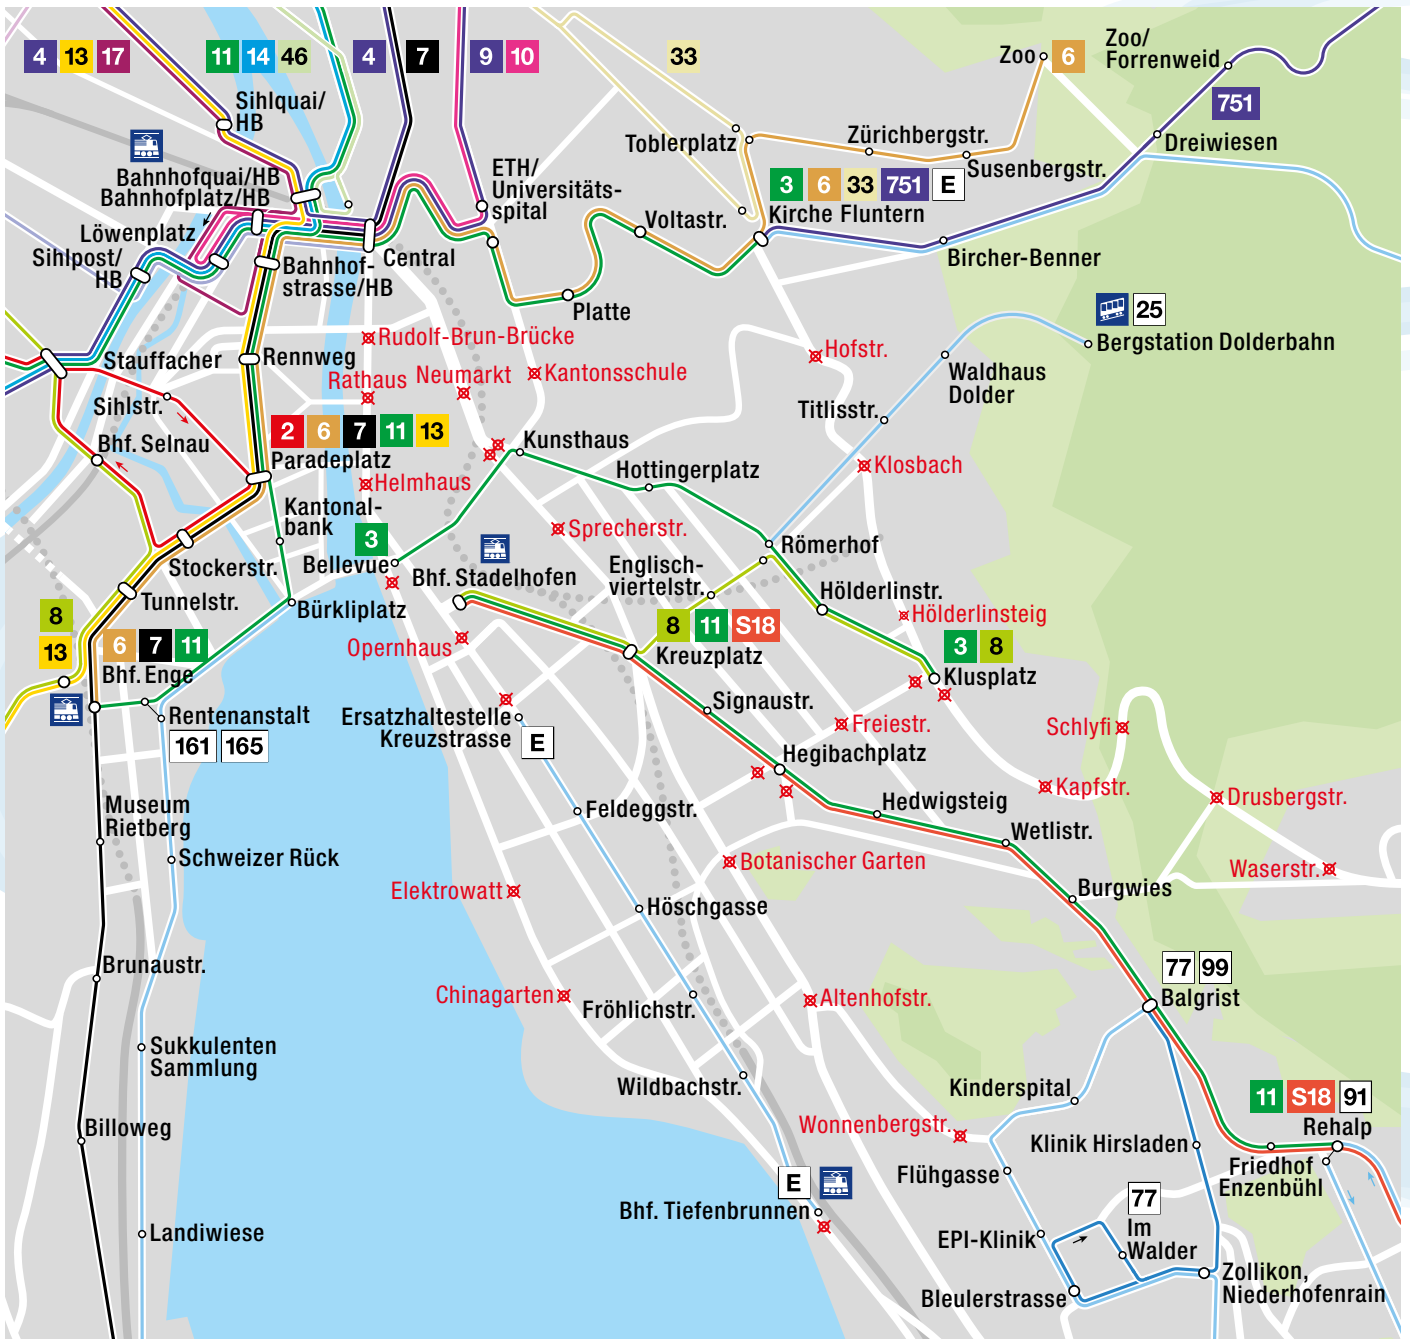 4 13 17
11 14 46
4
7
9 10
33
Zoo 6
Zoo/
Forrenweid
751
Dreiwiesen
Sihlquai/
HB
Bahnhofquai/HB
Bahnhofplatz/HB
Löwenplatz
Sihlpost/
HB
Bahnhof-
strasse/HB
Central
ETH/
Universitäts-
spital
Toblerplatz
Zürichbergstr.
Susenbergstr.
3 6 33 751 E
Kirche Fluntern
Voltastr.
Platte
Bircher-Benner
25
Bergstation Dolderbahn
Waldhaus
Dolder
Titlisstr.
Stauffacher
Rennweg
Rudolf-Brun-Brücke
Rathaus
Neumarkt
Kantonsschule
Hofstr.
Sihlstr.
Bhf. Selnau
2 6 7 11 13
Paradeplatz
Kunsthaus
Hottingerplatz
Klosbach
Helmhaus
Kantonal-
bank
Sprecherstr.
3
Bellevue
Bhf. Stadelhofen
Römerhof
Englisch-
viertelstr.
Hölderlinstr.
Hölderlinsteig
Stockerstr.
Tunnelstr.
Bürkliplatz
8
13
6 7 11
Bhf. Enge
Opernhaus
8 11 S18
Kreuzplatz
3 8
Klusplatz
Signaustr.
Freiestr.
Schlyfi
Rentenanstalt
161 165
Ersatzhaltestelle
Kreuzstrasse
E
Hegibachplatz
Kapfstr.
Drusbergstr.
Hedwigsteig
Wetlistr.
Waserstr.
Museum
Rietberg
Feldeggstr.
Schweizer Rück
Botanischer Garten
Elektrowatt
Höschgasse
Burgwies
Brunaustr.
77 99
Balgrist
Chinagarten
Fröhlichstr.
Altenhofstr.
Sukkulenten
Sammlung
Wildbachstr.
Kinderspital
11 S18 91
Rehalp
Billoweg
Wonnenbergstr.
Klinik Hirsladen
Friedhof
Enzenbühl
Flühgasse
E
Bhf. Tiefenbrunnen
77
Im
Walder
EPI-Klinik
Landiwiese
Bleulerstrasse
Zollikon,
Niederhofenrain